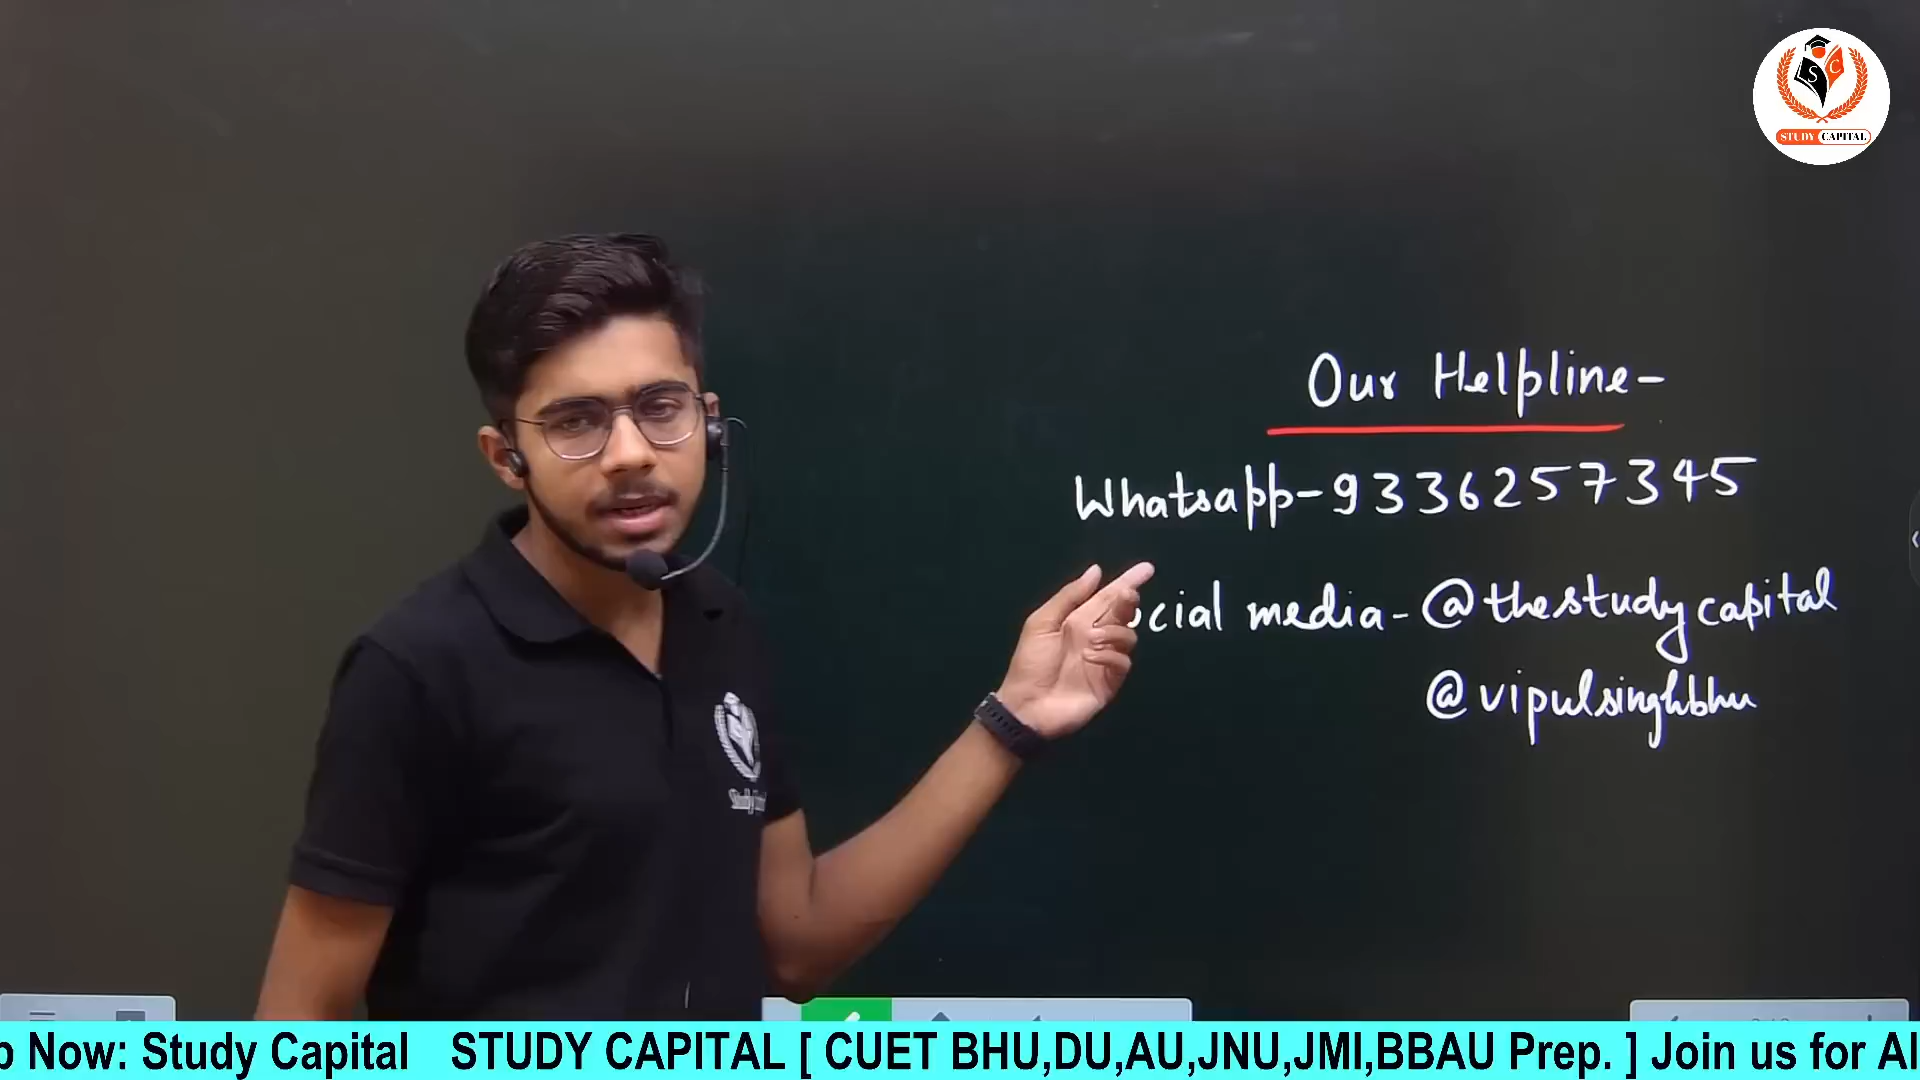 S C
STUDY CAPITAL
Our Helpline-
Whatsapp-9336257345
cial media-@thestudycapital
@vipulsinghbhu
Now: Study Capital STUDY CAPITAL [ CUET BHU,DU,AU,JNU,JMI,BBAU Prep. ] Join us for Al